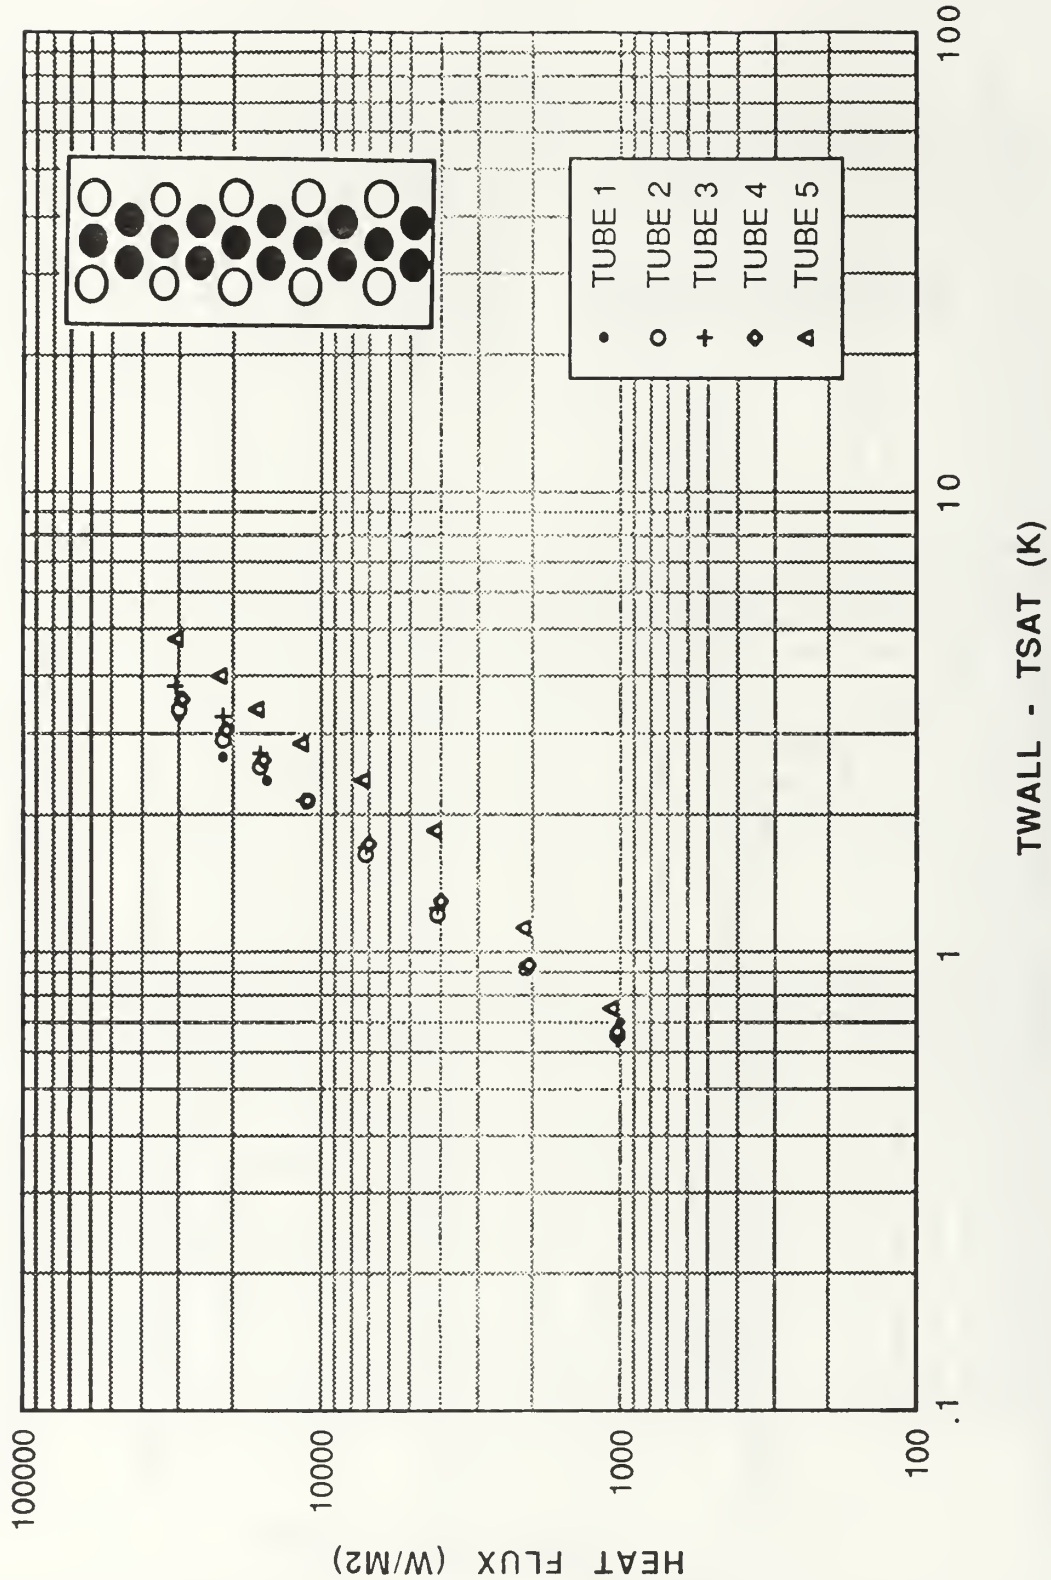 HEAT FLUX (W/M2)
100000
10000
1000
100
.1
1
10
100
TWALL - TSAT (K)
TUBE 1
TUBE 2
TUBE 3
TUBE 4
TUBE 5